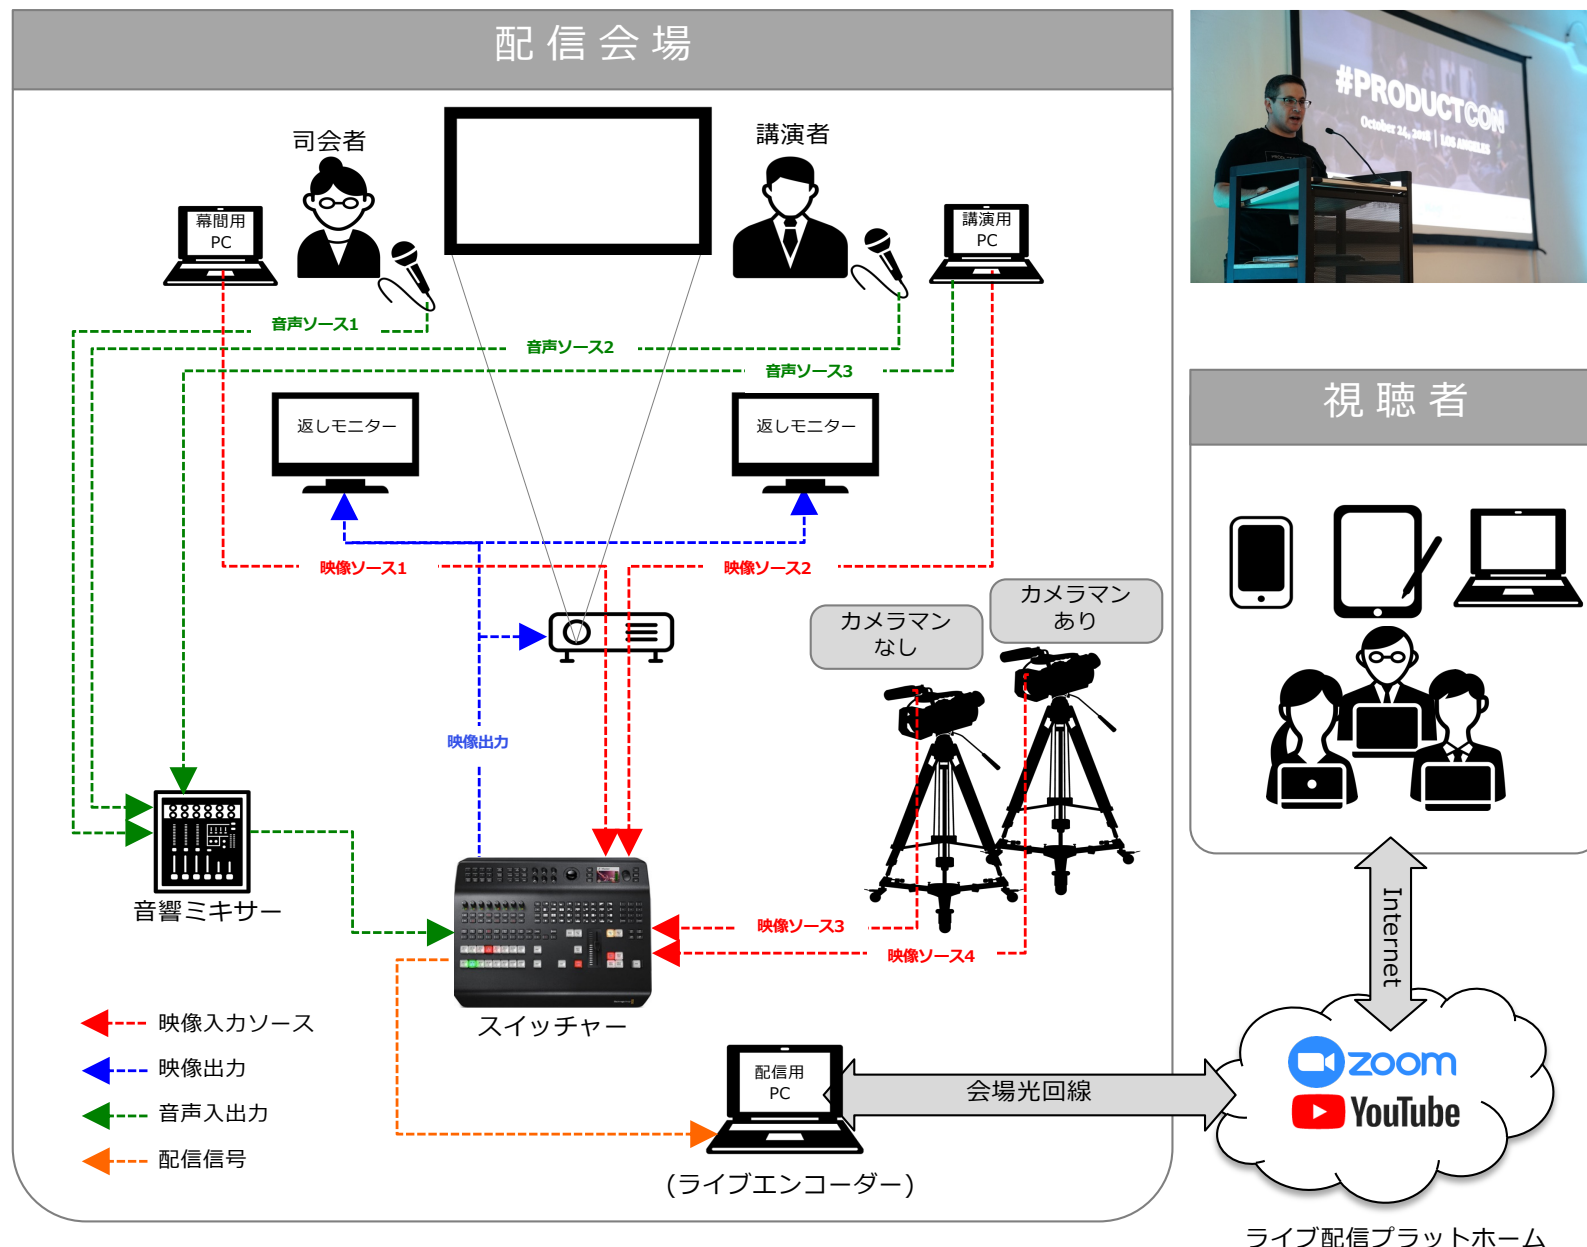 配信会場
#PRODUCTCON
October 24, 2018 | LOS ANGELES
司会者
講演者
幕間用
PC
講演用
PC
音声ソース1
音声ソース2
音声ソース3
視聴者
返しモニター
返しモニター
映像ソース1
映像ソース2
カメラマン
なし
カメラマン
あり
映像出力
音響ミキサー
映像ソース3
映像ソース4
Internet
スイッチャー
映像入力ソース
映像出力
音声入出力
配信信号
配信用
PC
(ライブエンコーダー)
会場光回線
zoom
YouTube
ライブ配信プラットホーム